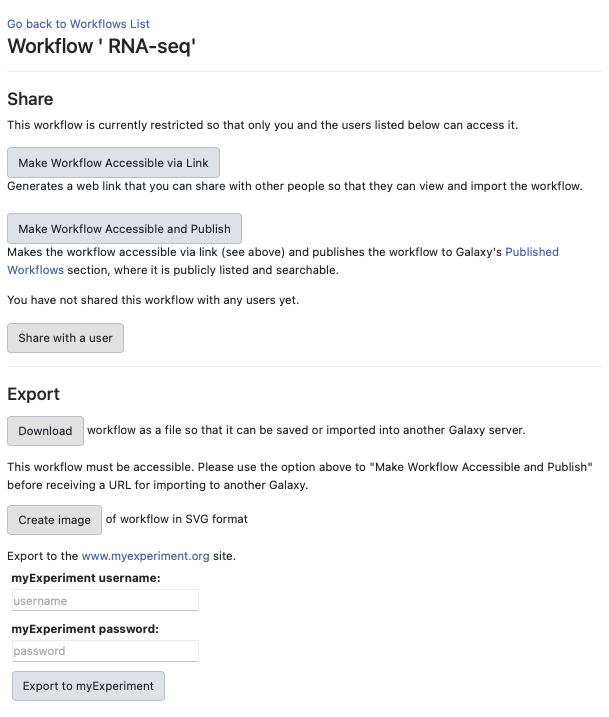 Go back to Workflows List
Workflow ' RNA-seq'
Share
This workflow is currently restricted so that only you and the users listed below can access it.
Make Workflow Accessible via Link
Generates a web link that you can share with other people so that they can view and import the workflow.
Make Workflow Accessible and Publish
Makes the workflow accessible via link (see above) and publishes the workflow to Galaxy's Published
Workflows section, where it is publicly listed and searchable.
You have not shared this workflow with any users yet.
Share with a user
Export
Download workflow as a file so that it can be saved or imported into another Galaxy server.
This workflow must be accessible. Please use the option above to "Make Workflow Accessible and Publish"
before receiving a URL for importing to another Galaxy.
Create image of workflow in SVG format
Export to the www.myexperiment.org site.
myExperiment username:
username
myExperiment password:
password
Export to myExperiment